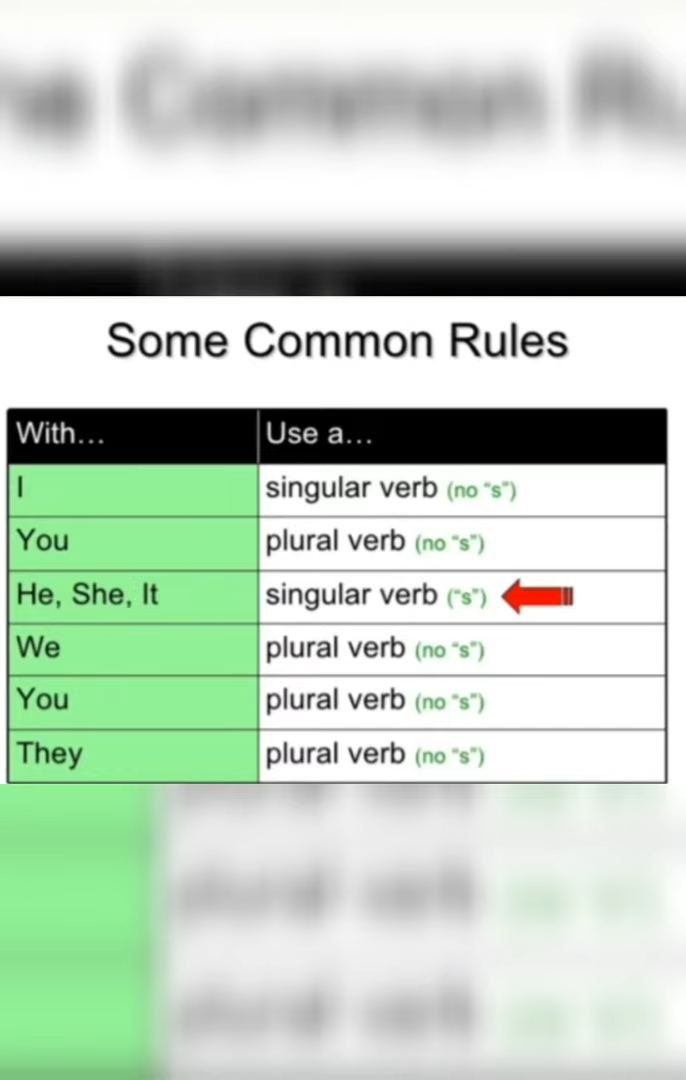 Some Common Rules
With... Use a...
I singular verb (no "s")
You plural verb (no "s")
He, She, It singular verb ("s")
We plural verb (no "s")
You plural verb (no "s")
They plural verb (no "s")